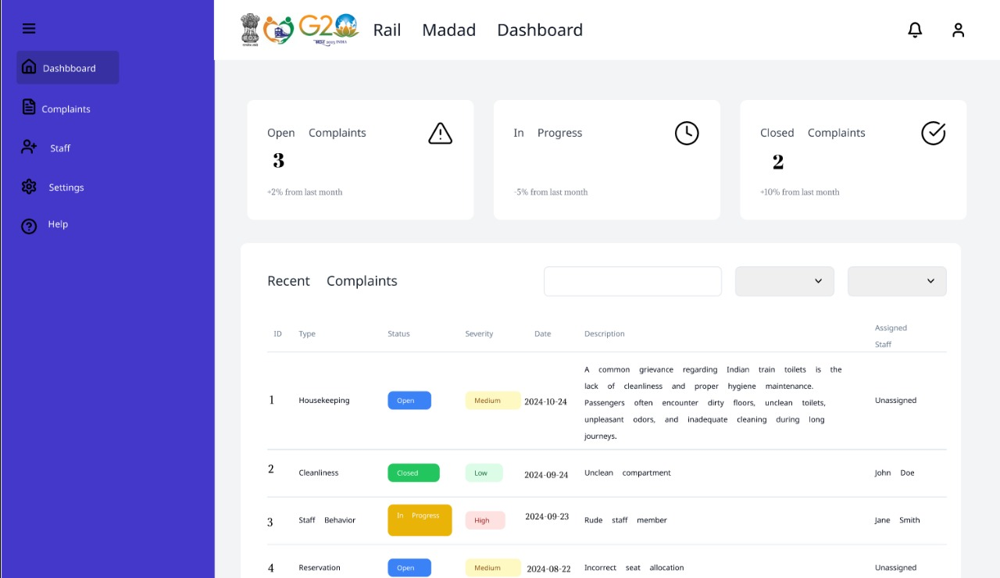 G20
भारत 2023 INDIA
Rail Madad Dashboard
Dashbboard
Complaints
Staff
Settings
Help
Open Complaints
3
+2% from last month
In Progress
-5% from last month
Closed Complaints
2
+10% from last month
Recent Complaints
ID Type Status Severity Date Description Assigned
Staff
1 Housekeeping Open Medium 2024-10-24
A common grievance regarding Indian train toilets is the
lack of cleanliness and proper hygiene maintenance.
Passengers often encounter dirty floors, unclean toilets,
unpleasant odors, and inadequate cleaning during long
journeys.
Unassigned
2 Cleanliness Closed Low 2024-09-24 Unclean compartment John Doe
3 Staff Behavior In Progress High 2024-09-23 Rude staff member Jane Smith
4 Reservation Open Medium 2024-08-22 Incorrect seat allocation Unassigned